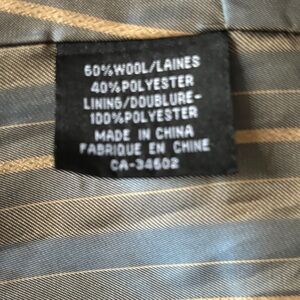 60%WOOL/LAINES
40%POLYESTER
LINING/DOUBLURE-
100%POLYESTER
MADE IN CHINA
FABRIQUE EN CHINE
CA-34602